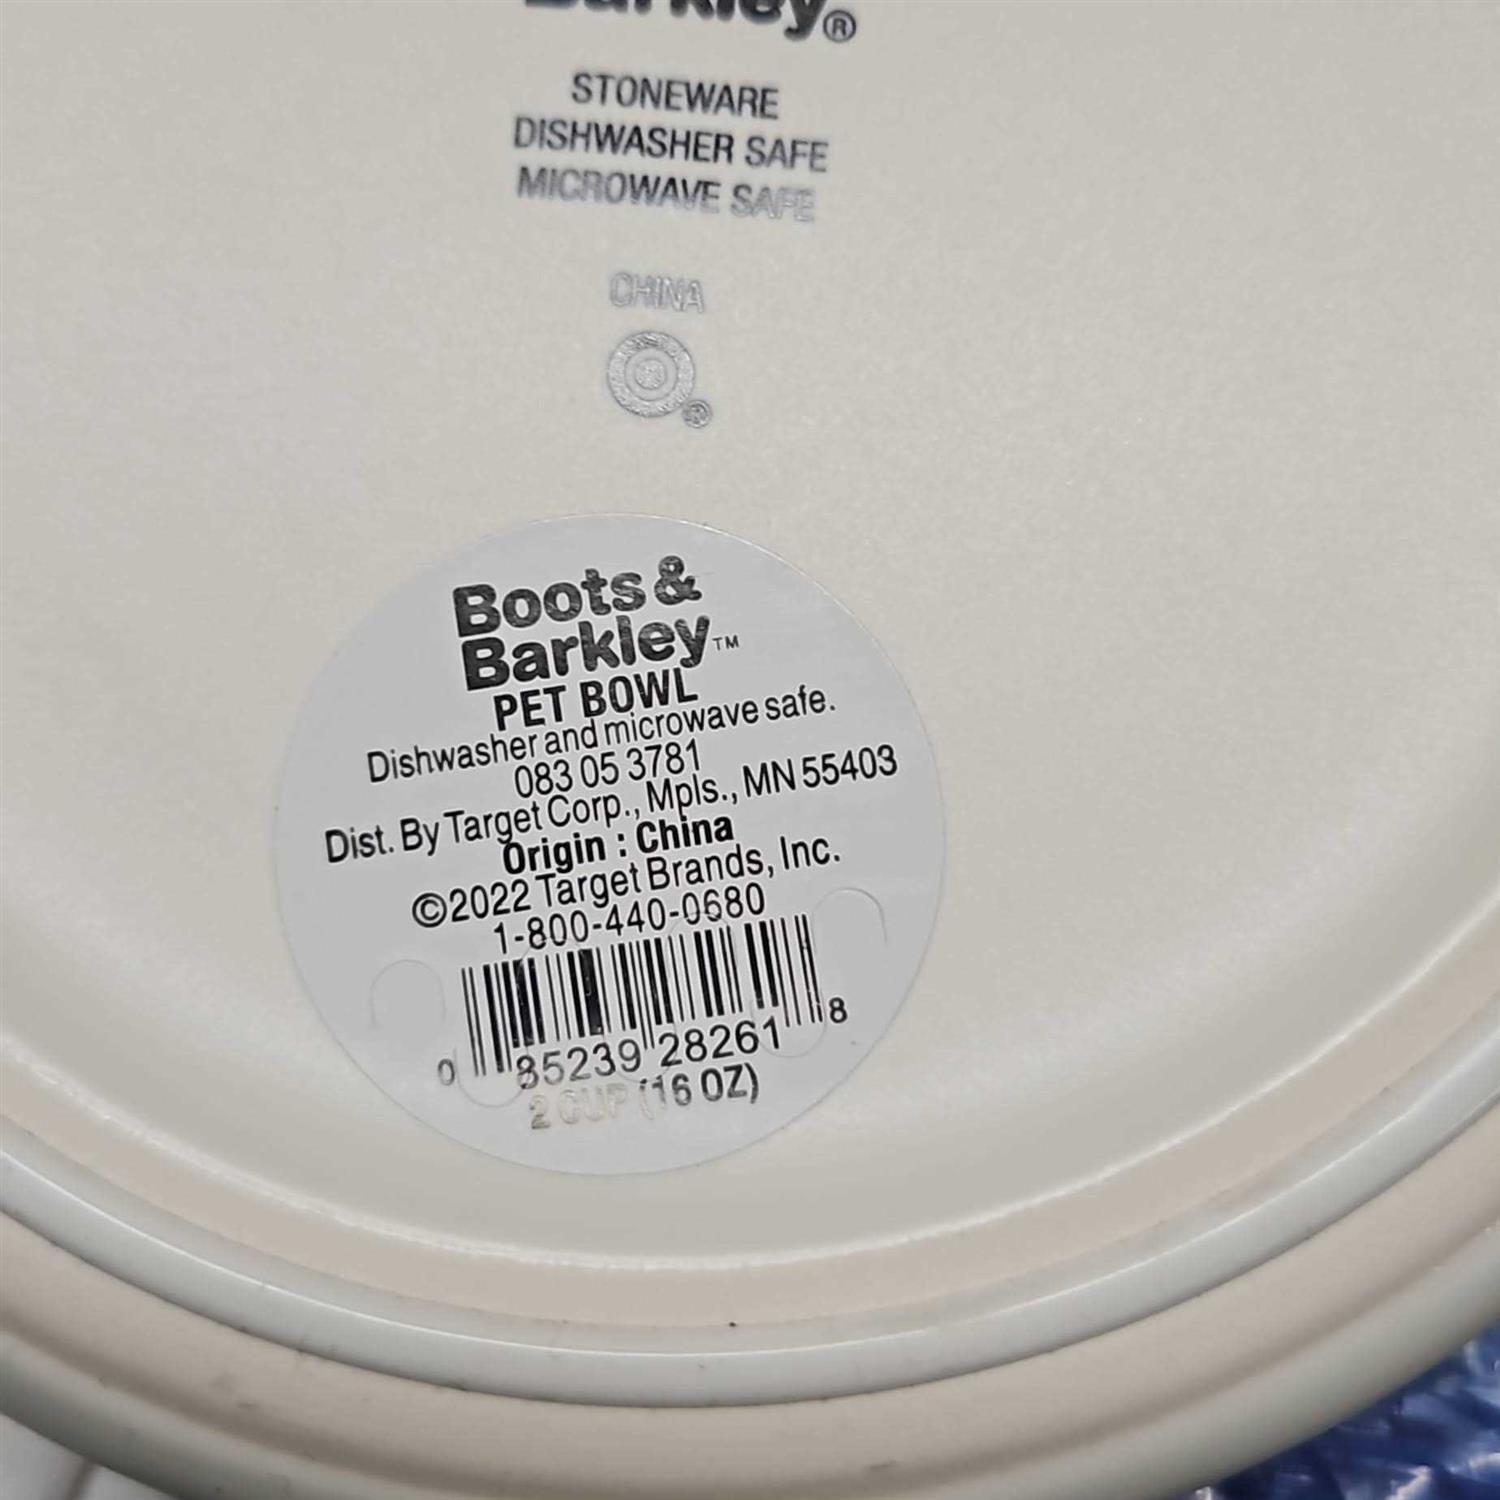 Barkley®
STONEWARE
DISHWASHER SAFE
MICROWAVE SAFE
CHINA
®
Boots &
Barkley™
PET BOWL
Dishwasher and microwave safe.
083 05 3781
Dist. By Target Corp., Mpls., MN 55403
Origin : China
©2022 Target Brands, Inc.
1-800-440-0680
0 85239 28261 8
2 CUP (16 OZ)